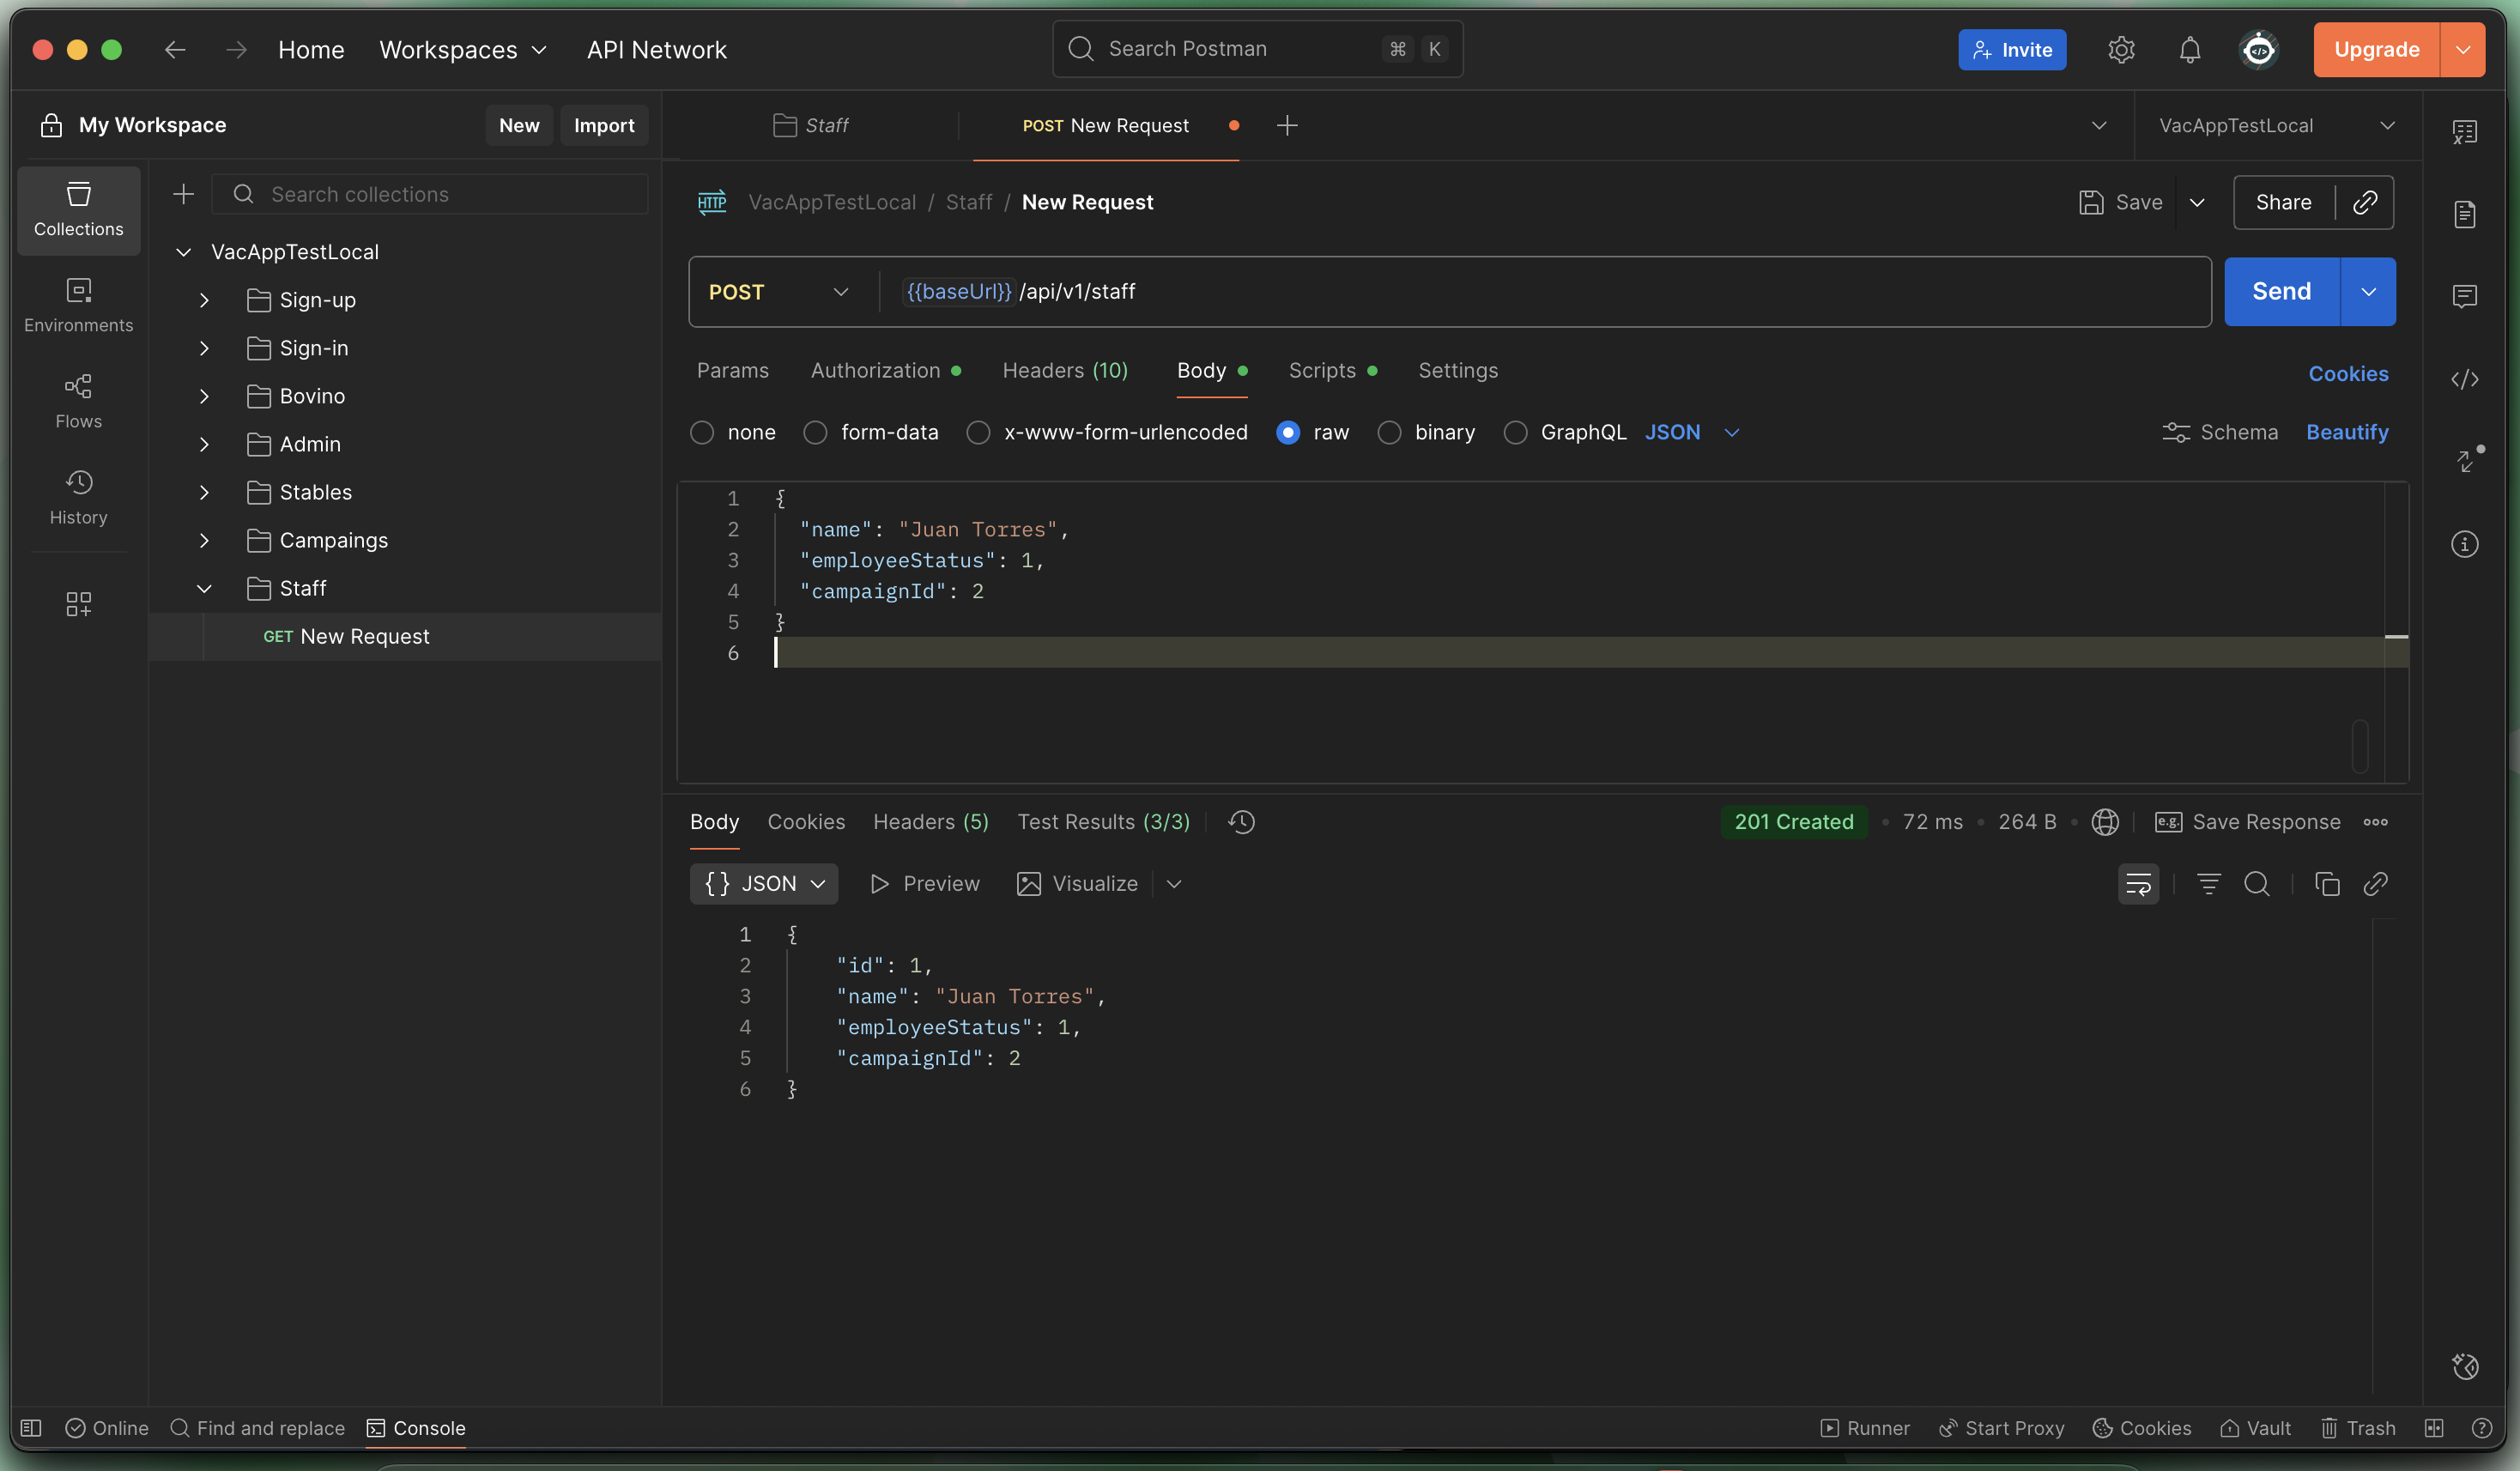 Home Workspaces API Network
Search Postman ⌘ K
Invite Upgrade
My Workspace New Import
Staff
POST New Request
VacAppTestLocal
Collections
Environments
Flows
History
Search collections
VacAppTestLocal
Sign-up
Sign-in
Bovino
Admin
Stables
Campaings
Staff
GET New Request
HTTP VacAppTestLocal / Staff / New Request
Save Share
POST {{baseUrl}}/api/v1/staff Send
Params Authorization Headers (10) Body Scripts Settings Cookies
none form-data x-www-form-urlencoded raw binary GraphQL JSON Schema Beautify
1 {
2 "name": "Juan Torres",
3 "employeeStatus": 1,
4 "campaignId": 2
5 }
6
Body Cookies Headers (5) Test Results (3/3) 201 Created • 72 ms • 264 B • e.g. Save Response
{} JSON Preview Visualize
1 {
2 "id": 1,
3 "name": "Juan Torres",
4 "employeeStatus": 1,
5 "campaignId": 2
6 }
Online Find and replace Console Runner Start Proxy Cookies Vault Trash